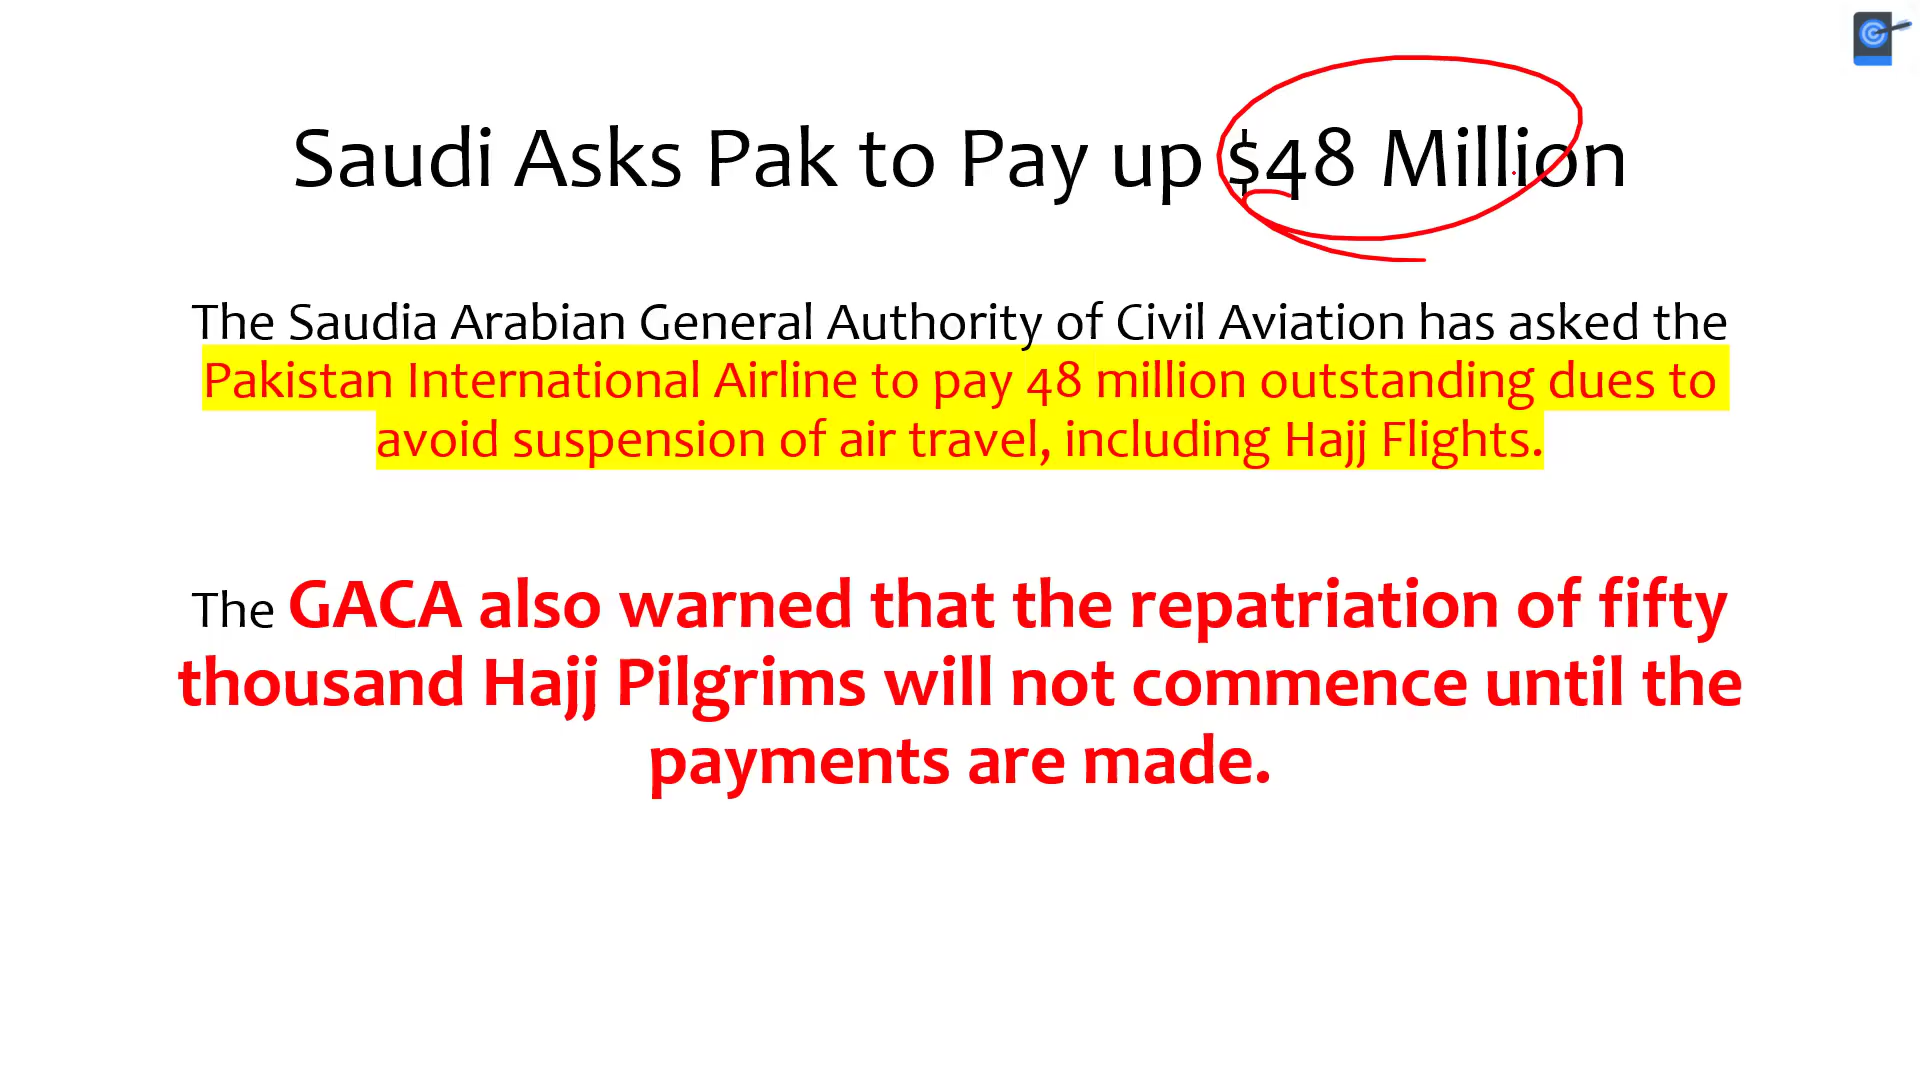 Saudi Asks Pak to Pay up $48 Million
The Saudia Arabian General Authority of Civil Aviation has asked the
Pakistan International Airline to pay 48 million outstanding dues to
avoid suspension of air travel, including Hajj Flights.
The GACA also warned that the repatriation of fifty
thousand Hajj Pilgrims will not commence until the
payments are made.